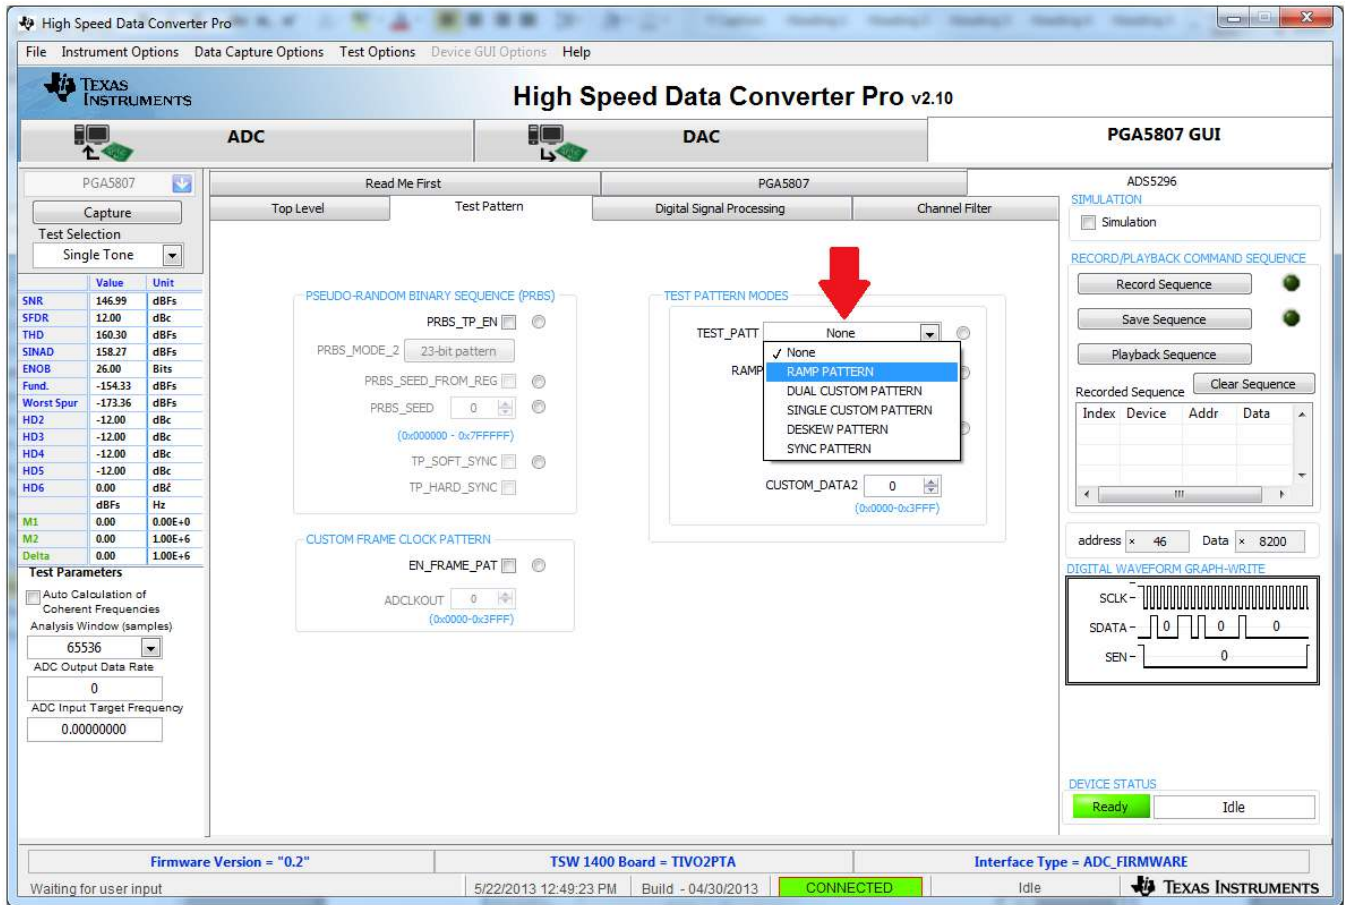 High Speed Data Converter Pro
File Instrument Options Data Capture Options Test Options Device GUI Options Help
TEXAS INSTRUMENTS
High Speed Data Converter Pro v2.10
ADC
DAC
PGA5807 GUI
PGA5807
Read Me First
PGA5807
ADS5296
Capture
Top Level
Test Pattern
Digital Signal Processing
Channel Filter
Test Selection
Single Tone
Value Unit
SNR 146.99 dBFs
SFDR 12.00 dBc
THD 160.30 dBFs
SINAD 158.27 dBFs
ENOB 26.00 Bits
Fund. -154.33 dBFs
Worst Spur -173.36 dBFs
HD2 -12.00 dBc
HD3 -12.00 dBc
HD4 -12.00 dBc
HD5 -12.00 dBc
HD6 0.00 dBc
dBFs Hz
M1 0.00 0.00E+0
M2 0.00 1.00E+6
Delta 0.00 1.00E+6
Test Parameters
Auto Calculation of
Coherent Frequencies
Analysis Window (samples)
65536
ADC Output Data Rate
0
ADC Input Target Frequency
0.00000000
PSEUDO-RANDOM BINARY SEQUENCE (PRBS)
PRBS_TP_EN
PRBS_MODE_2 23-bit pattern
PRBS_SEED_FROM_REG
PRBS_SEED 0
(0x000000 - 0x7FFFFF)
TP_SOFT_SYNC
TP_HARD_SYNC
CUSTOM FRAME CLOCK PATTERN
EN_FRAME_PAT
ADCLKOUT 0
(0x0000-0x3FFF)
TEST PATTERN MODES
TEST_PATT None
✓ None
RAMP
RAMP PATTERN
DUAL CUSTOM PATTERN
SINGLE CUSTOM PATTERN
DESKEW PATTERN
SYNC PATTERN
CUSTOM_DATA2 0
(0x0000-0x3FFF)
SIMULATION
Simulation
RECORD/PLAYBACK COMMAND SEQUENCE
Record Sequence
Save Sequence
Playback Sequence
Recorded Sequence Clear Sequence
Index Device Addr Data
address x 46 Data x 8200
DIGITAL WAVEFORM GRAPH-WRITE
SCLK
SDATA 0 0 0
SEN 0
DEVICE STATUS
Ready Idle
Firmware Version = "0.2"
TSW 1400 Board = TIVO2PTA
Interface Type = ADC_FIRMWARE
Waiting for user input
5/22/2013 12:49:23 PM
Build - 04/30/2013
CONNECTED
Idle
TEXAS INSTRUMENTS